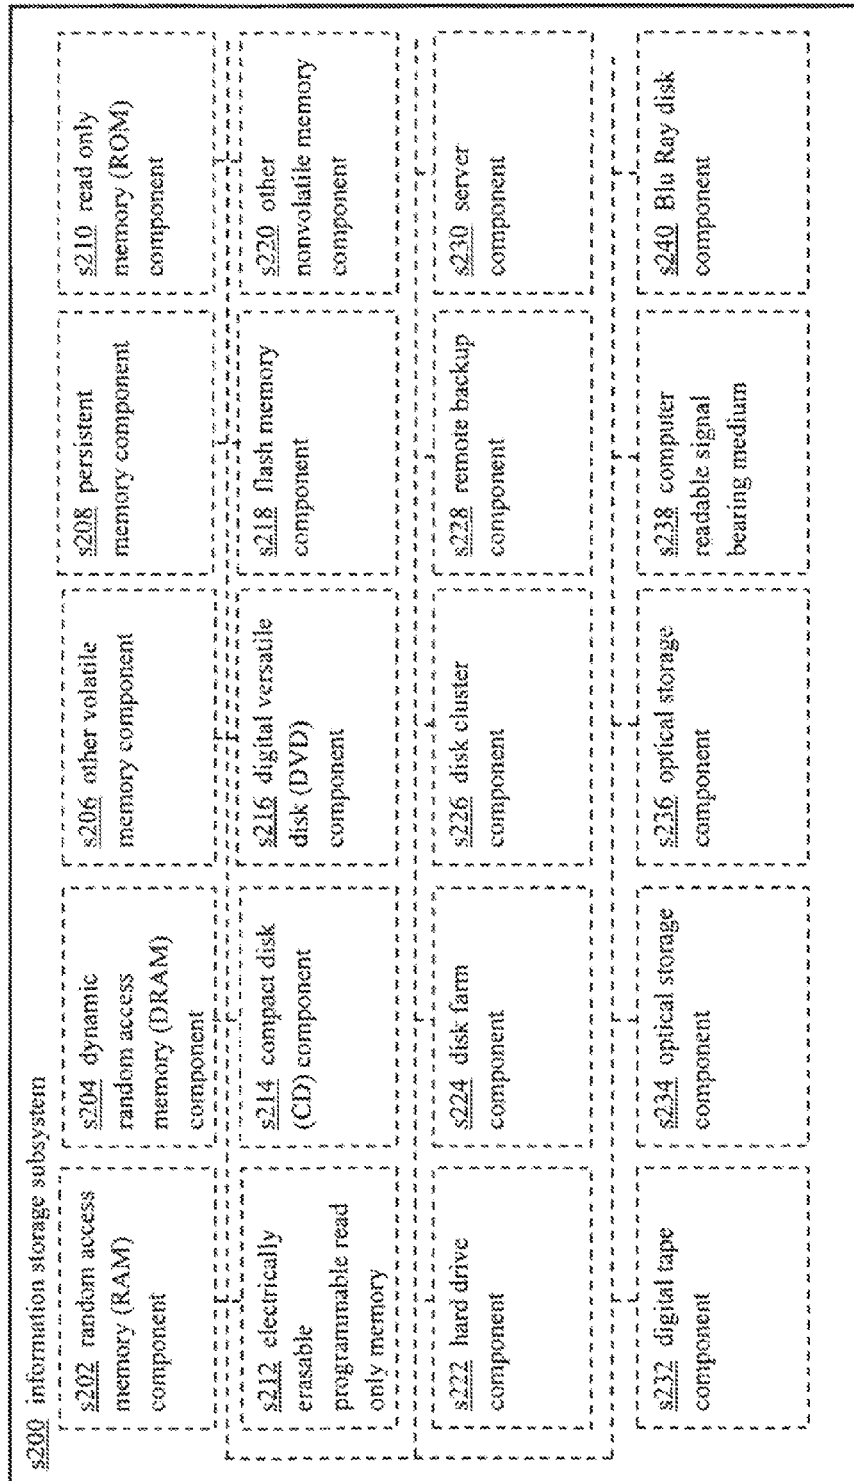 s200 information storage subsystem
s202 random access
memory (RAM)
component
s204 dynamic
random access
memory (DRAM)
component
s206 other volatile
memory component
s208 persistent
memory component
s210 read only
memory (ROM)
component
s212 electrically
erasable
programmable read
only memory
s214 compact disk
(CD) component
s216 digital versatile
disk (DVD)
component
s218 flash memory
component
s220 other
nonvolatile memory
component
s222 hard drive
component
s224 disk farm
component
s226 disk cluster
component
s228 remote backup
component
s230 server
component
s232 digital tape
component
s234 optical storage
component
s236 optical storage
component
s238 computer
readable signal
bearing medium
s240 Blu Ray disk
component